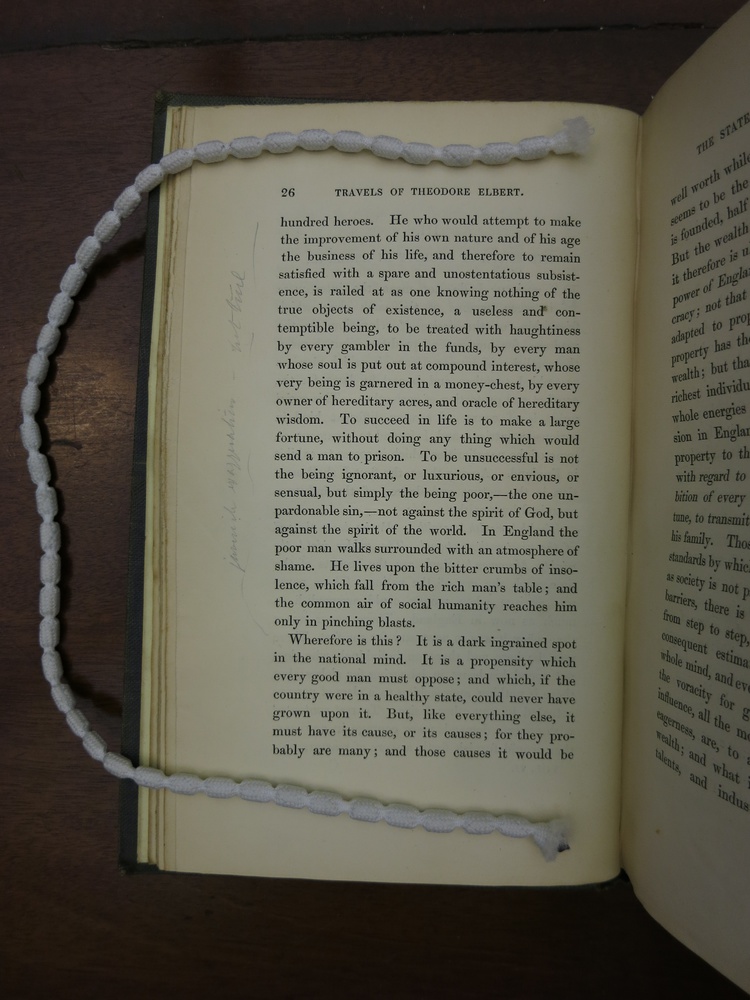 26 TRAVELS OF THEODORE ELBERT.
hundred heroes. He who would attempt to make
the improvement of his own nature and of his age
the business of his life, and therefore to remain
satisfied with a spare and unostentatious subsist-
ence, is railed at as one knowing nothing of the
true objects of existence, a useless and con-
temptible being, to be treated with haughtiness
by every gambler in the funds, by every man
whose soul is put out at compound interest, whose
very being is garnered in a money-chest, by every
owner of hereditary acres, and oracle of hereditary
wisdom. To succeed in life is to make a large
fortune, without doing any thing which would
send a man to prison. To be unsuccessful is not
the being ignorant, or luxurious, or envious, or
sensual, but simply the being poor,—the one un-
pardonable sin,—not against the spirit of God, but
against the spirit of the world. In England the
poor man walks surrounded with an atmosphere of
shame. He lives upon the bitter crumbs of inso-
lence, which fall from the rich man's table; and
the common air of social humanity reaches him
only in pinching blasts.
Wherefore is this? It is a dark ingrained spot
in the national mind. It is a propensity which
every good man must oppose; and which, if the
country were in a healthy state, could never have
grown upon it. But, like everything else, it
must have its cause, or its causes; for they pro-
bably are many; and those causes it would be
THE STATE
well worth while
seems to be the
is founded, half
But the wealth
it therefore is u
power of Engla
cracy; not that
adapted to prop
property has the
wealth; but tha
richest individu
whole energies
sion in Englan
property to th
with regard to
bition of every
tune, to transmit
his family. Thos
standards by whic
as society is not p
barriers, there is
from step to step,
consequent estima
whole mind, and eve
the voracity for g
influence, all the mo
eagerness, are, to a
wealth; and what i
talents, and indus